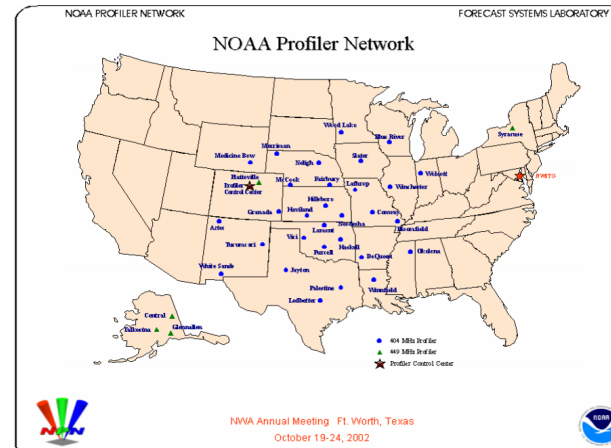 NOAA PROFILER NETWORK
FORECAST SYSTEMS LABORATORY
NOAA Profiler Network
Wood Lake
Blue River
Syracuse
Merriman
Medicine Bow
Neligh
Slater
Wolcott
NWSTG
Platteville
Profiler
Control Center
McCook
Fairbury
Lathrop
Winchester
Hillsboro
Granada
Haviland
Conway
Neodesha
Bloomfield
Aztec
Lamont
Vici
Tucumcari
Haskell
Purcell
DeQueen
Okolona
White Sands
Jayton
Palestine
Winnfield
Ledbetter
Central
Talkeetna
Glennallen
404 MHz Profiler
449 MHz Profiler
Profiler Control Center
NPN
NOAA
NWA Annual Meeting Ft. Worth, Texas
October 19-24, 2002